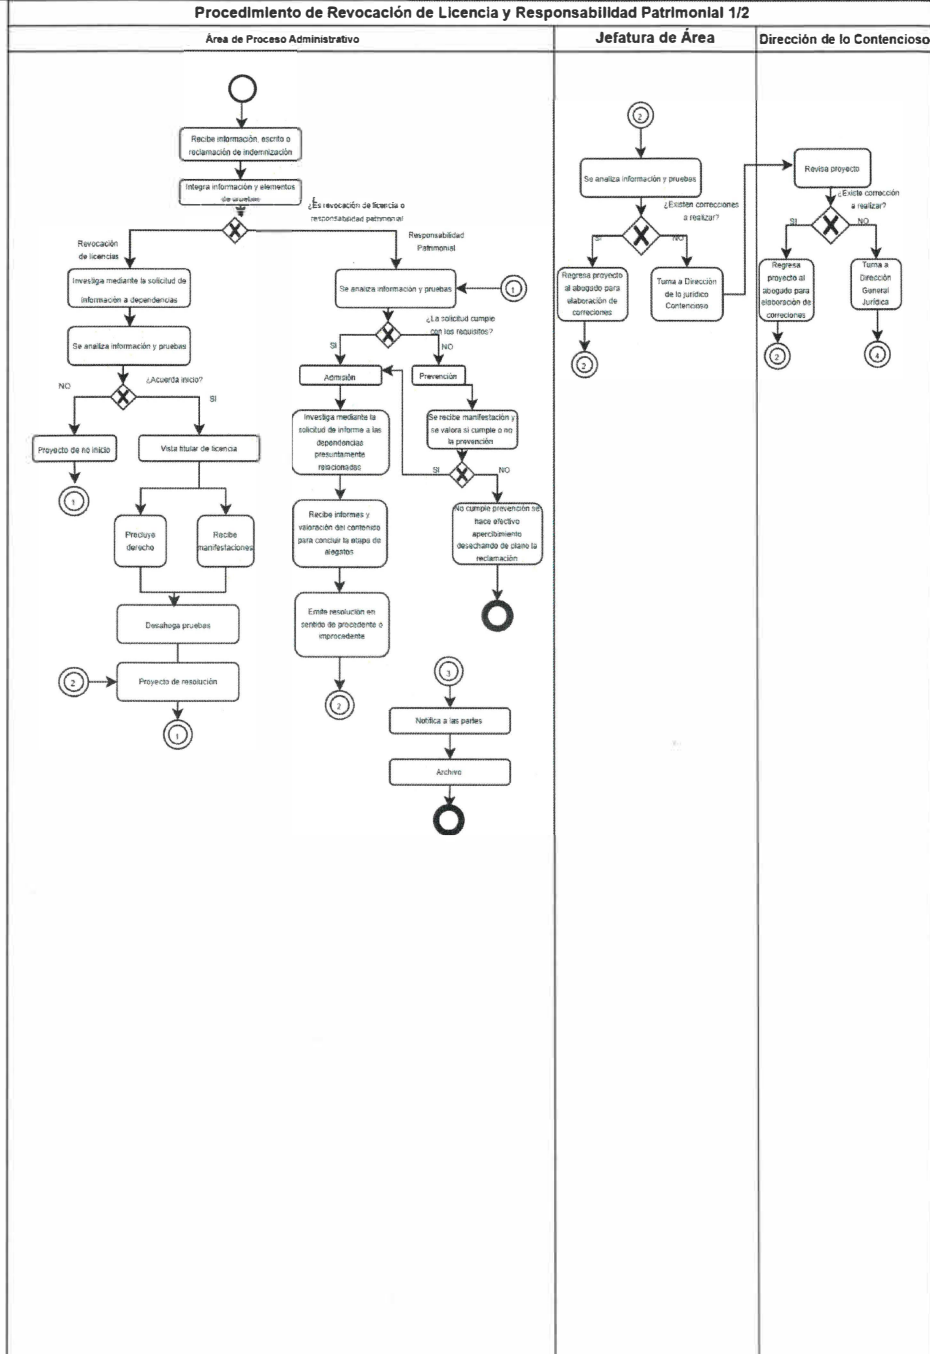 Procedimiento de Revocación de Licencia y Responsabilidad Patrimonial 1/2
Área de Proceso Administrativo
Jefatura de Área
Dirección de lo Contencioso
Recibe información, escrito o
reclamación de indemnización
Integra información y elementos
de pruebas
¿Es revocación de licencia o
responsabilidad patrimonial
Revocación
de licencias
Responsabilidad
Patrimonial
Investiga mediante la solicitud de
información a dependencias
Se analiza información y pruebas
¿Acuerda inicio?
NO
SI
Proyecto de no inicio
1
Vista titular de licencia
Precluye
derecho
Recibe
manifestaciones
Desahoga pruebas
2
Proyecto de resolución
1
Se analiza información y pruebas
1
¿La solicitud cumple
con los requisitos?
SI
NO
Admisión
Prevención
Investiga mediante la
solicitud de informe a las
dependencias
presuntamente
relacionadas
Se recibe manifestación y
se valora si cumple o no
la prevención
SI
NO
Recibe informes y
valoración del contenido
para concluir la etapa de
alegatos
No cumple prevención se
hace efectivo
apercibimiento
desechando de plano la
reclamación
Emite resolución en
sentido de procedente o
improcedente
2
3
Notifica a las partes
Archivo
2
Se analiza información y pruebas
¿Existen correcciones
a realizar?
SI
NO
Regresa proyecto
al abogado para
elaboración de
correciones
Turna a Dirección
de lo jurídico
Contencioso
2
Revisa proyecto
¿Existe corrección
a realizar?
SI
NO
Regresa
proyecto al
abogado para
elaboración de
correciones
Turna a
Dirección
General
Jurídica
2
4